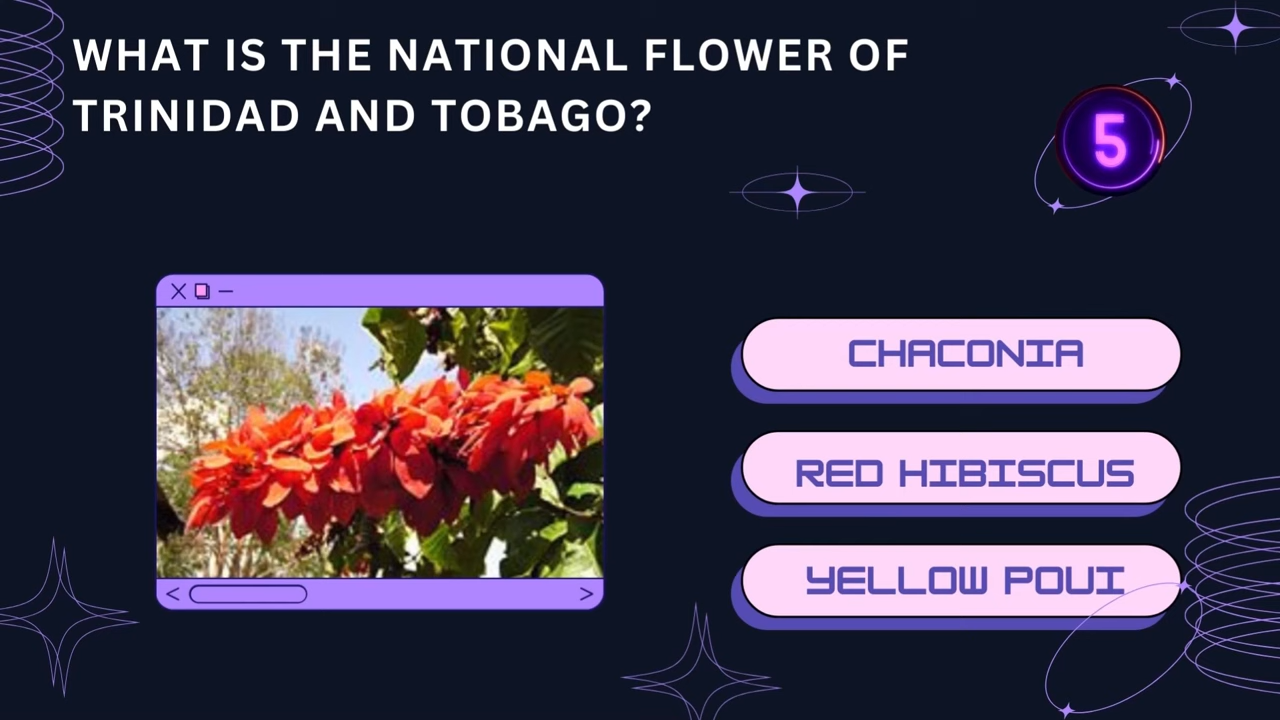 WHAT IS THE NATIONAL FLOWER OF
TRINIDAD AND TOBAGO?
5
CHACONIA
RED HIBISCUS
YELLOW POUI